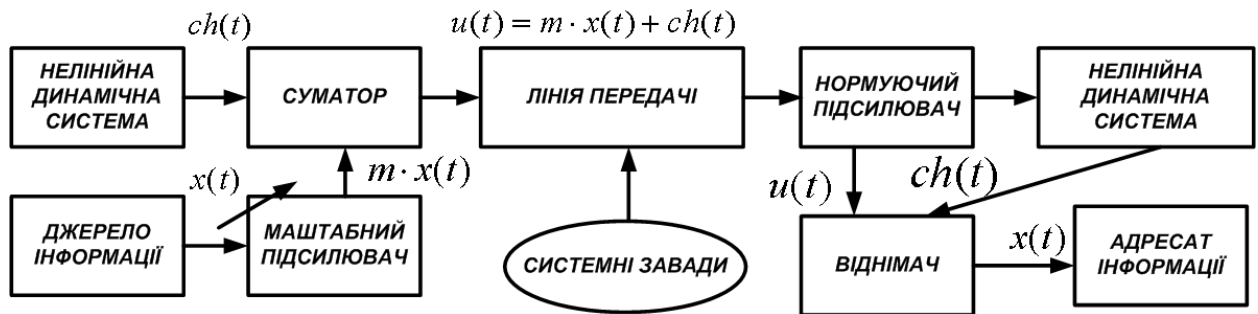 ch(t)
u(t) = m · x(t) + ch(t)
НЕЛІНІЙНА
ДИНАМІЧНА
СИСТЕМА
СУМАТОР
ЛІНІЯ ПЕРЕДАЧІ
НОРМУЮЧИЙ
ПІДСИЛЮВАЧ
НЕЛІНІЙНА
ДИНАМІЧНА
СИСТЕМА
x(t)
m · x(t)
u(t)
ch(t)
ДЖЕРЕЛО
ІНФОРМАЦІЇ
МАШТАБНИЙ
ПІДСИЛЮВАЧ
СИСТЕМНІ ЗАВАДИ
ВІДНІМАЧ
x(t)
АДРЕСАТ
ІНФОРМАЦІЇ